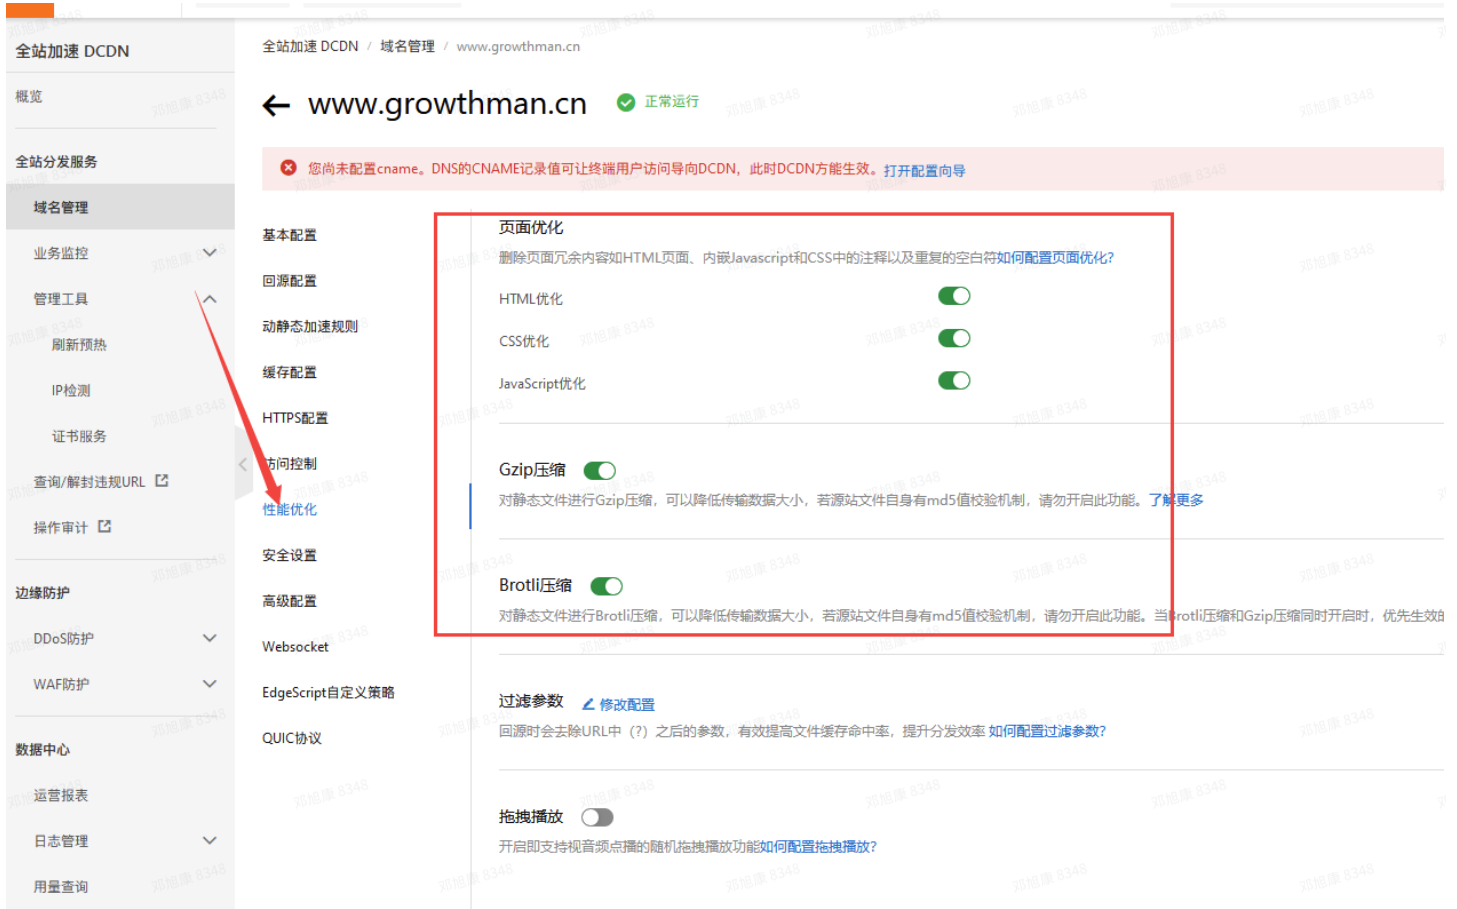 全站加速 DCDN
概览
全站分发服务
域名管理
业务监控
管理工具
刷新预热
IP检测
证书服务
查询/解封违规URL
操作审计
边缘防护
DDoS防护
WAF防护
数据中心
运营报表
日志管理
用量查询
全站加速 DCDN / 域名管理 / www.growthman.cn
www.growthman.cn 正常运行
您尚未配置cname。DNS的CNAME记录值可让终端用户访问导向DCDN，此时DCDN方能生效。打开配置向导
基本配置
回源配置
动静态加速规则
缓存配置
HTTPS配置
访问控制
性能优化
安全设置
高级配置
Websocket
EdgeScript自定义策略
QUIC协议
页面优化
删除页面冗余内容如HTML页面、内嵌Javascript和CSS中的注释以及重复的空白符如何配置页面优化?
HTML优化
CSS优化
JavaScript优化
Gzip压缩
对静态文件进行Gzip压缩，可以降低传输数据大小，若源站文件自身有md5值校验机制，请勿开启此功能。了解更多
Brotli压缩
对静态文件进行Brotli压缩，可以降低传输数据大小，若源站文件自身有md5值校验机制，请勿开启此功能。当Brotli压缩和Gzip压缩同时开启时，优先生效的
过滤参数 修改配置
回源时会去除URL中（?）之后的参数，有效提高文件缓存命中率，提升分发效率 如何配置过滤参数?
拖拽播放
开启即支持视音频点播的随机拖拽播放功能如何配置拖拽播放?
邓旭康 8348